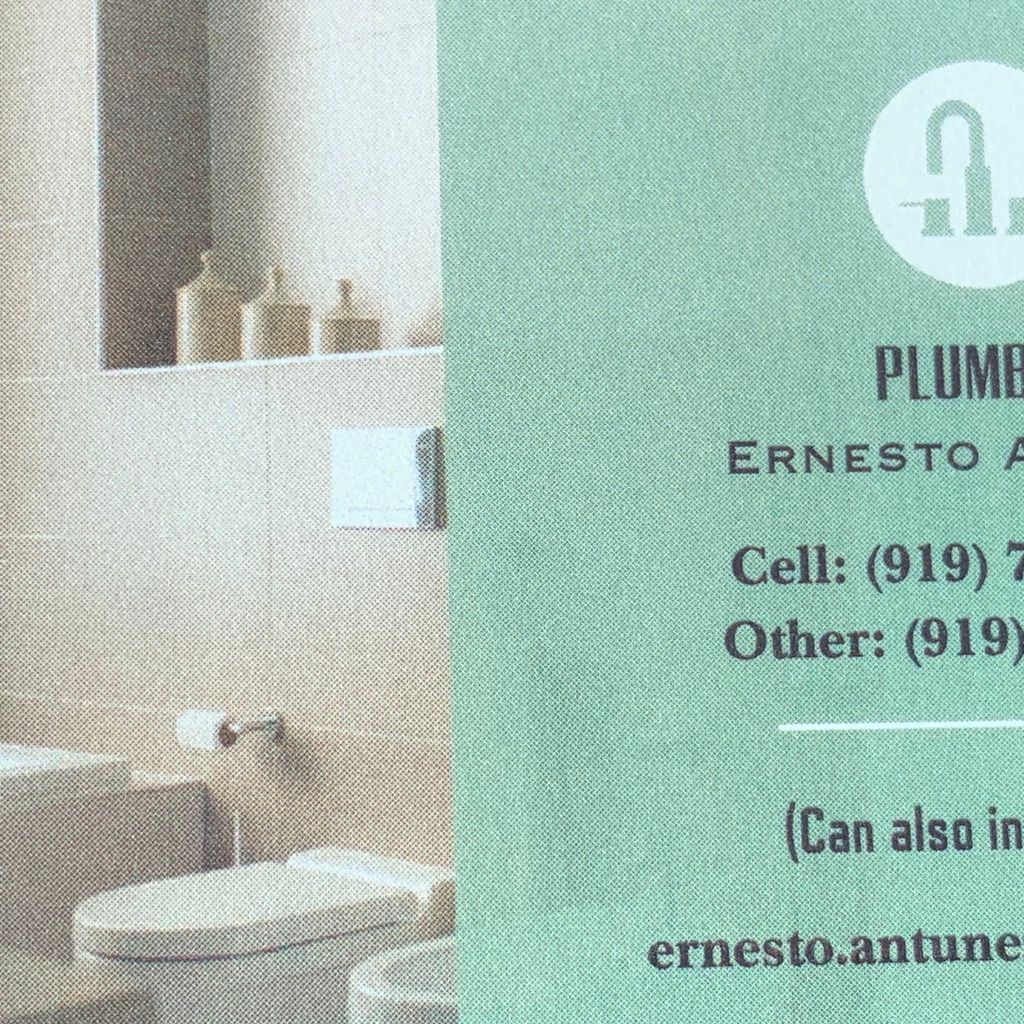 PLUMB
ERNESTO A
Cell: (919) 7
Other: (919)
(Can also in
ernesto.antune